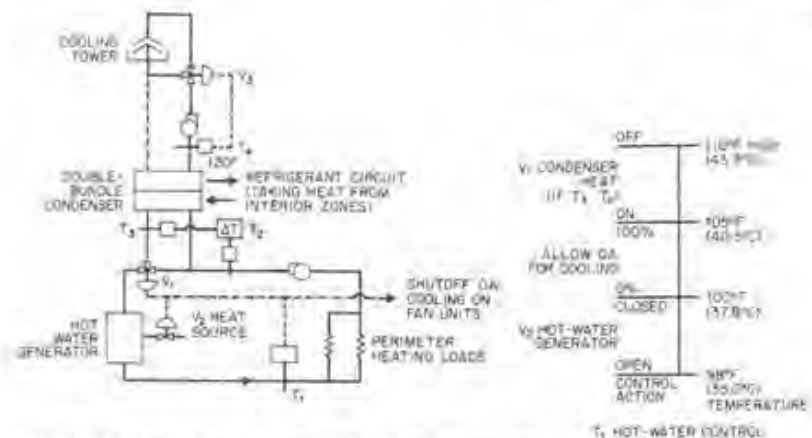 COOLING
TOWER
V3
T4
120F
DOUBLE-
BUNDLE
CONDENSER
REFRIGERANT CIRCUIT
(TAKING HEAT FROM
INTERIOR ZONES)
T3
ΔT
T2
V1
SHUTOFF OA
COOLING ON
FAN UNITS
V2 HEAT
SOURCE
HOT
WATER
GENERATOR
PERIMETER
HEATING LOADS
T1
OFF
V1 CONDENSER
HEAT
ON
100%
105°F
(40.5°C)
ALLOW OA
FOR COOLING
CLOSED
100°F
(37.8°C)
V2 HOT-WATER
GENERATOR
OPEN
CONTROL
ACTION
TEMPERATURE
T1 HOT-WATER CONTROL